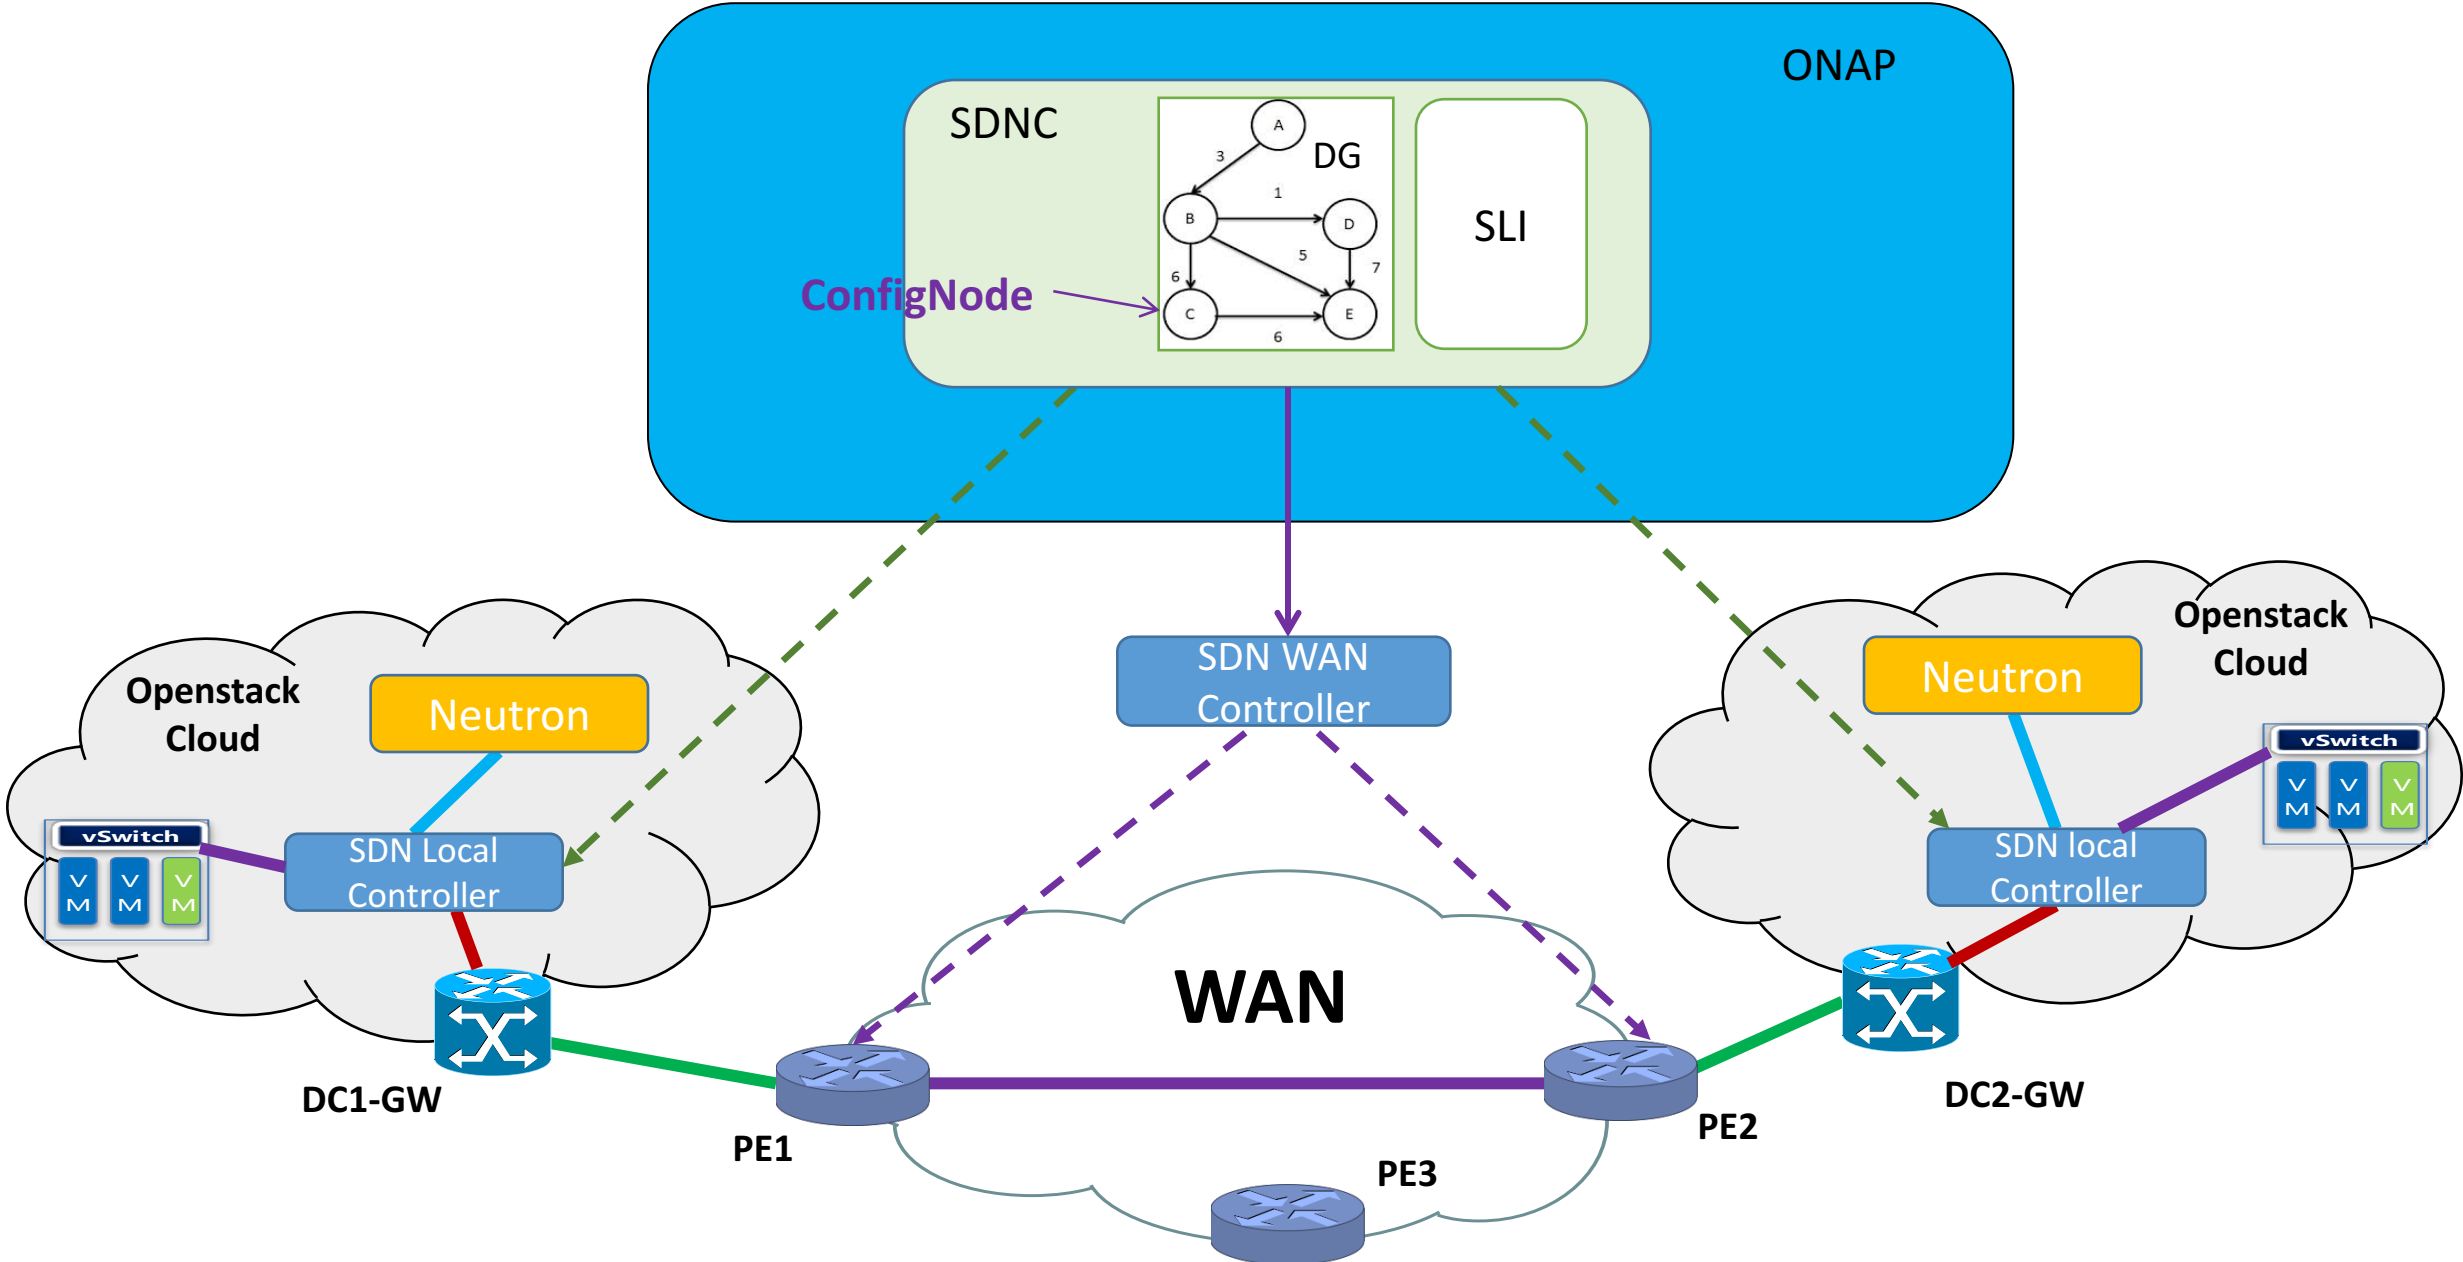 ONAP
SDNC
A
3
DG
1
B
D
5
6
7
C
E
6
SLI
ConfigNode
Openstack
Cloud
Neutron
vSwitch
V
M
V
M
V
M
SDN Local
Controller
DC1-GW
SDN WAN
Controller
WAN
PE1
PE2
PE3
Openstack
Cloud
Neutron
vSwitch
V
M
V
M
V
M
SDN local
Controller
DC2-GW